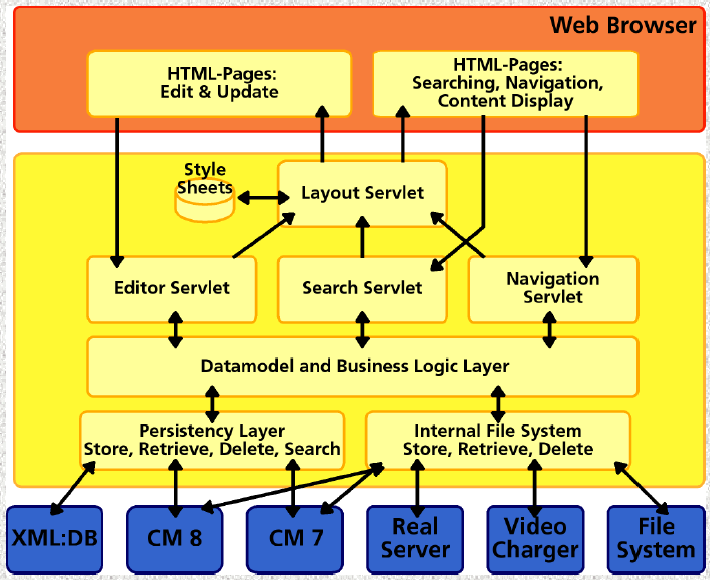 Web Browser
HTML-Pages:
Edit & Update
HTML-Pages:
Searching, Navigation,
Content Display
Style
Sheets
Layout Servlet
Editor Servlet
Search Servlet
Navigation
Servlet
Datamodel and Business Logic Layer
Persistency Layer
Store, Retrieve, Delete, Search
Internal File System
Store, Retrieve, Delete
XML:DB
CM 8
CM 7
Real
Server
Video
Charger
File
System